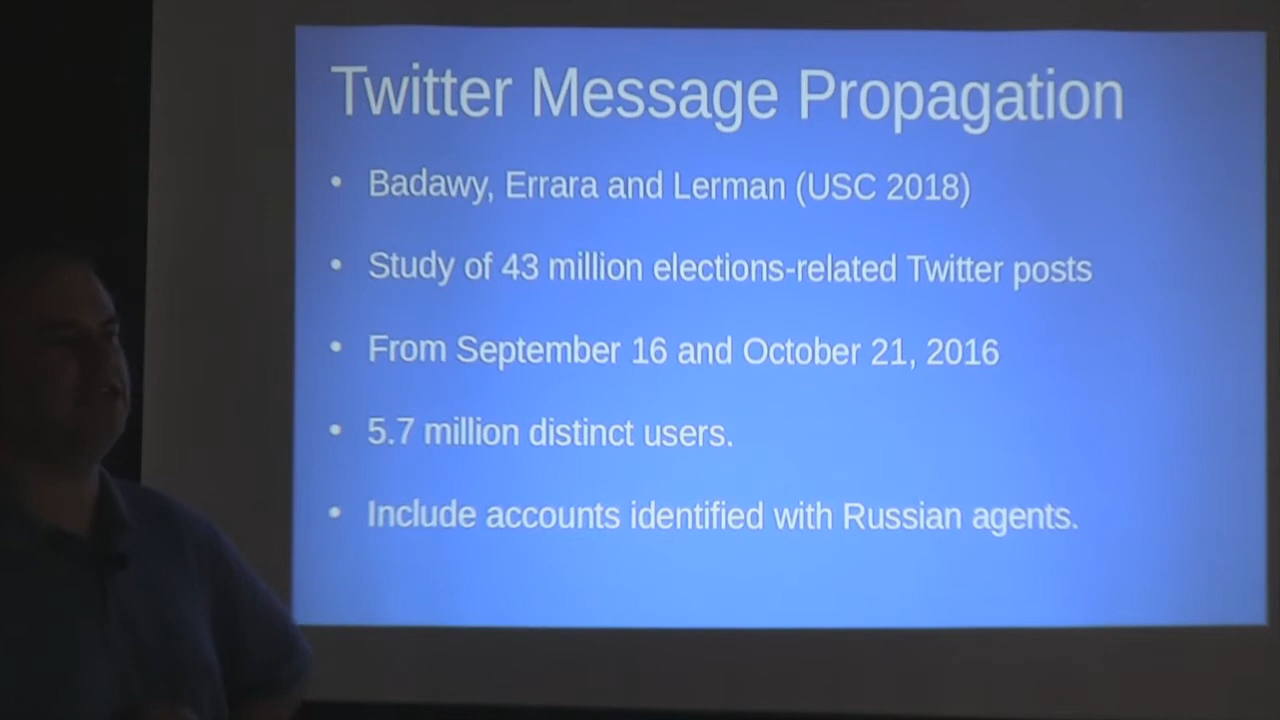 Twitter Message Propagation
• Badawy, Errara and Lerman (USC 2018)
• Study of 43 million elections-related Twitter posts
• From September 16 and October 21, 2016
• 5.7 million distinct users.
• Include accounts identified with Russian agents.